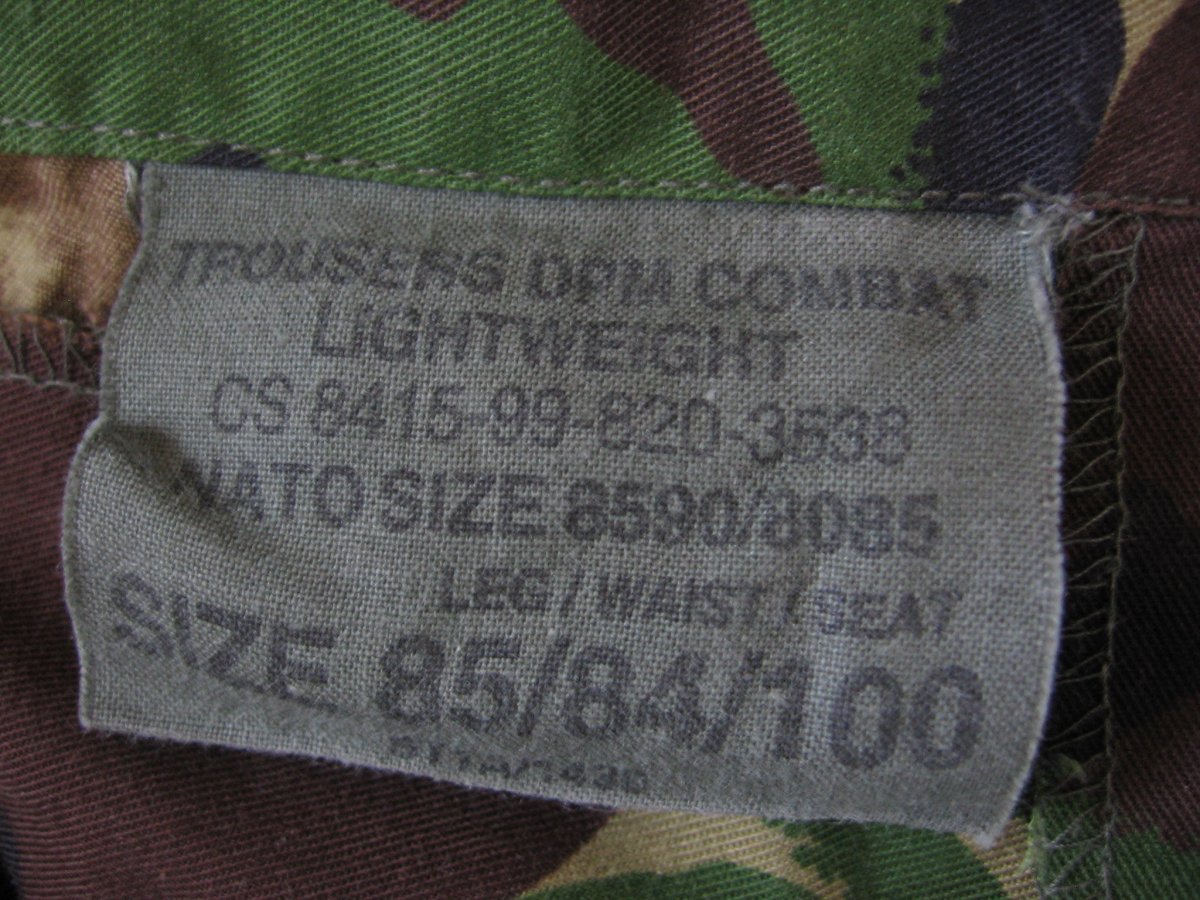 TROUSERS DPM COMBAT
LIGHTWEIGHT
CS 8415-99-820-3538
NATO SIZE 8590/8095
LEG / WAIST / SEAT
SIZE 85/84/100